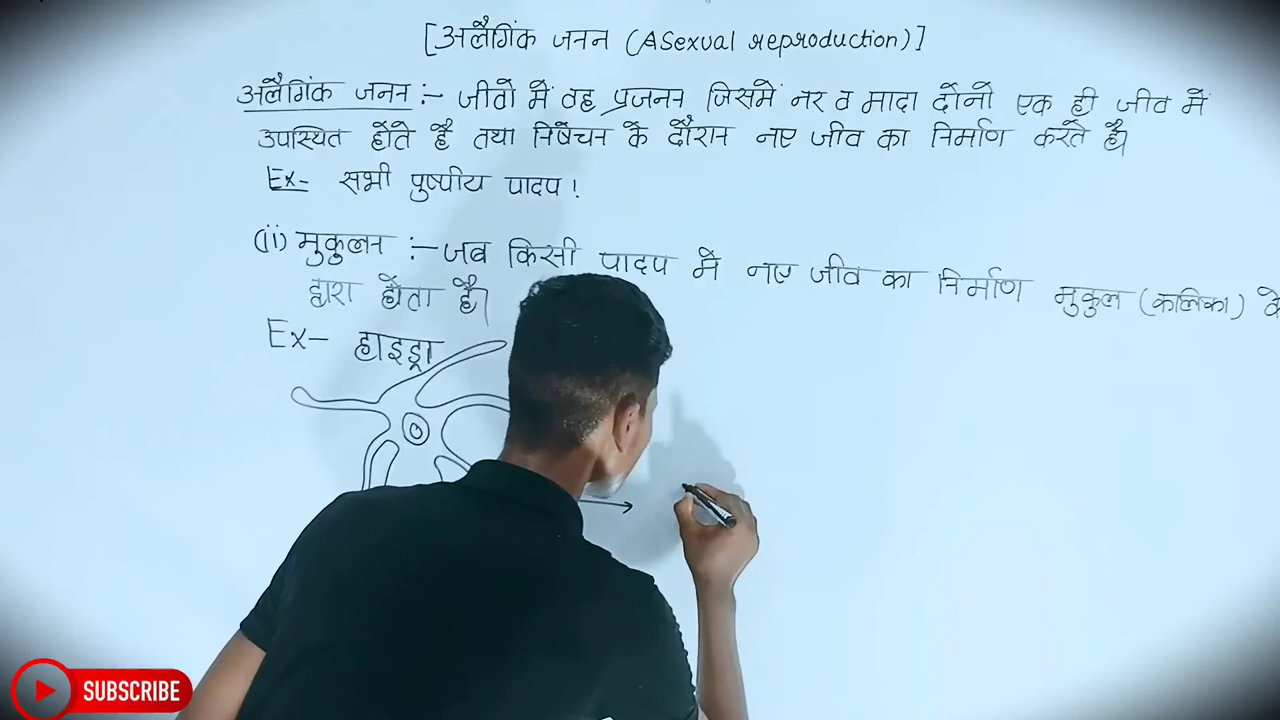 [अलैगिंक जनन (ASexual reproduction)]
अलैगिंक जनन :- जीवो में वह प्रजनन जिसमें नर व मादा दोंनो एक ही जीव में
उपस्थित होंते है तथा निषेचन के दौरान नए जीव का निर्माण करते है।
Ex- सभी पुष्पीय पादप !
(ii) मुकुलन :- जब किसी पादप में नए जीव का निर्माण मुकुल (कलिका) के
द्वारा होता है।
Ex- हाइड्रा
SUBSCRIBE